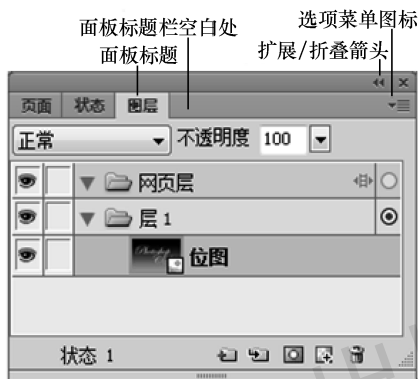 选项菜单图标
面板标题栏空白处
扩展/折叠箭头
面板标题
页面 状态 图层
正常 不透明度 100
网页层
层 1
位图
状态 1